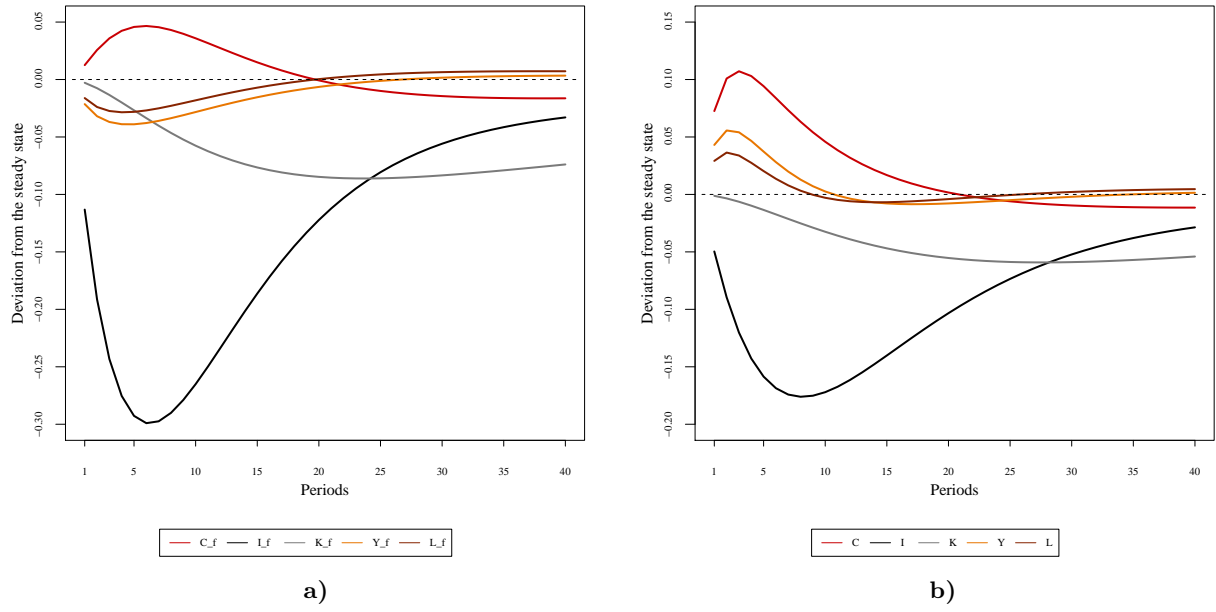 Deviation from the steady state
0.05
0.00
-0.05
-0.10
-0.15
-0.20
-0.25
-0.30
1 5 10 15 20 25 30 35 40
Periods
C_f I_f K_f Y_f L_f
a)
Deviation from the steady state
0.15
0.10
0.05
0.00
-0.05
-0.10
-0.15
-0.20
1 5 10 15 20 25 30 35 40
Periods
C I K Y L
b)